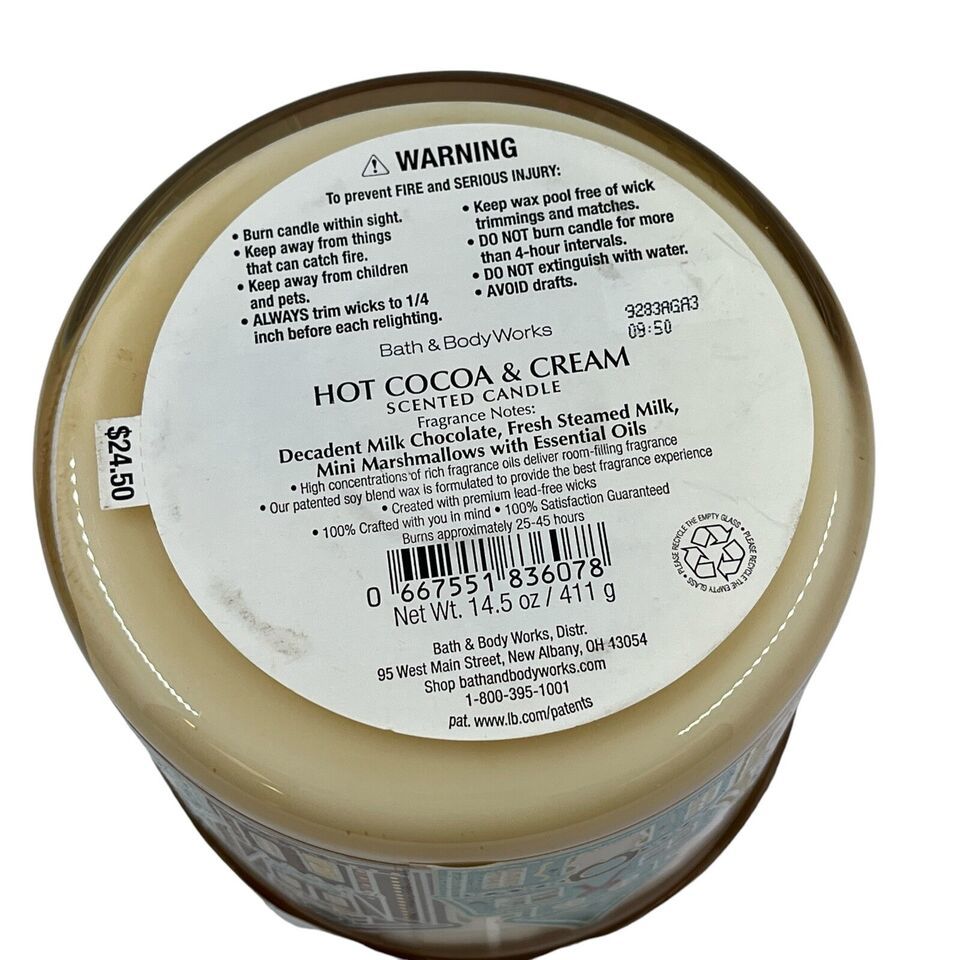 WARNING
To prevent FIRE and SERIOUS INJURY:
• Burn candle within sight.
• Keep away from things
that can catch fire.
• Keep away from children
and pets.
• ALWAYS trim wicks to 1/4
inch before each relighting.
• Keep wax pool free of wick
trimmings and matches.
• DO NOT burn candle for more
than 4-hour intervals.
• DO NOT extinguish with water.
• AVOID drafts.
9283AGA3
09:50
Bath & Body Works
HOT COCOA & CREAM
SCENTED CANDLE
Fragrance Notes:
Decadent Milk Chocolate, Fresh Steamed Milk,
Mini Marshmallows with Essential Oils
• High concentrations of rich fragrance oils deliver room-filling fragrance
• Our patented soy blend wax is formulated to provide the best fragrance experience
• Created with premium lead-free wicks
• 100% Crafted with you in mind • 100% Satisfaction Guaranteed
Burns approximately 25-45 hours
$24.50
PLEASE RECYCLE THE EMPTY GLASS • PLEASE RECYCLE THE EMPTY GLASS •
0 667551 836078
Net Wt. 14.5 oz / 411 g
Bath & Body Works, Distr.
95 West Main Street, New Albany, OH 43054
Shop bathandbodyworks.com
1-800-395-1001
pat. www.lb.com/patents